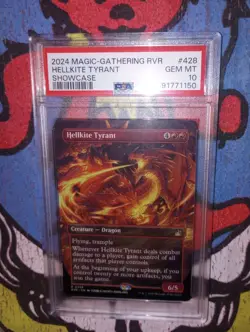 2024 MAGIC-GATHERING RVR #428
HELLKITE TYRANT GEM MT
SHOWCASE 10
PSA 91771150
Hellkite Tyrant 4
Creature — Dragon
Flying, trample
Whenever Hellkite Tyrant deals combat
damage to a player, gain control of all
artifacts that player controls.
At the beginning of your upkeep, if you
control twenty or more artifacts, you
win the game.
6/5